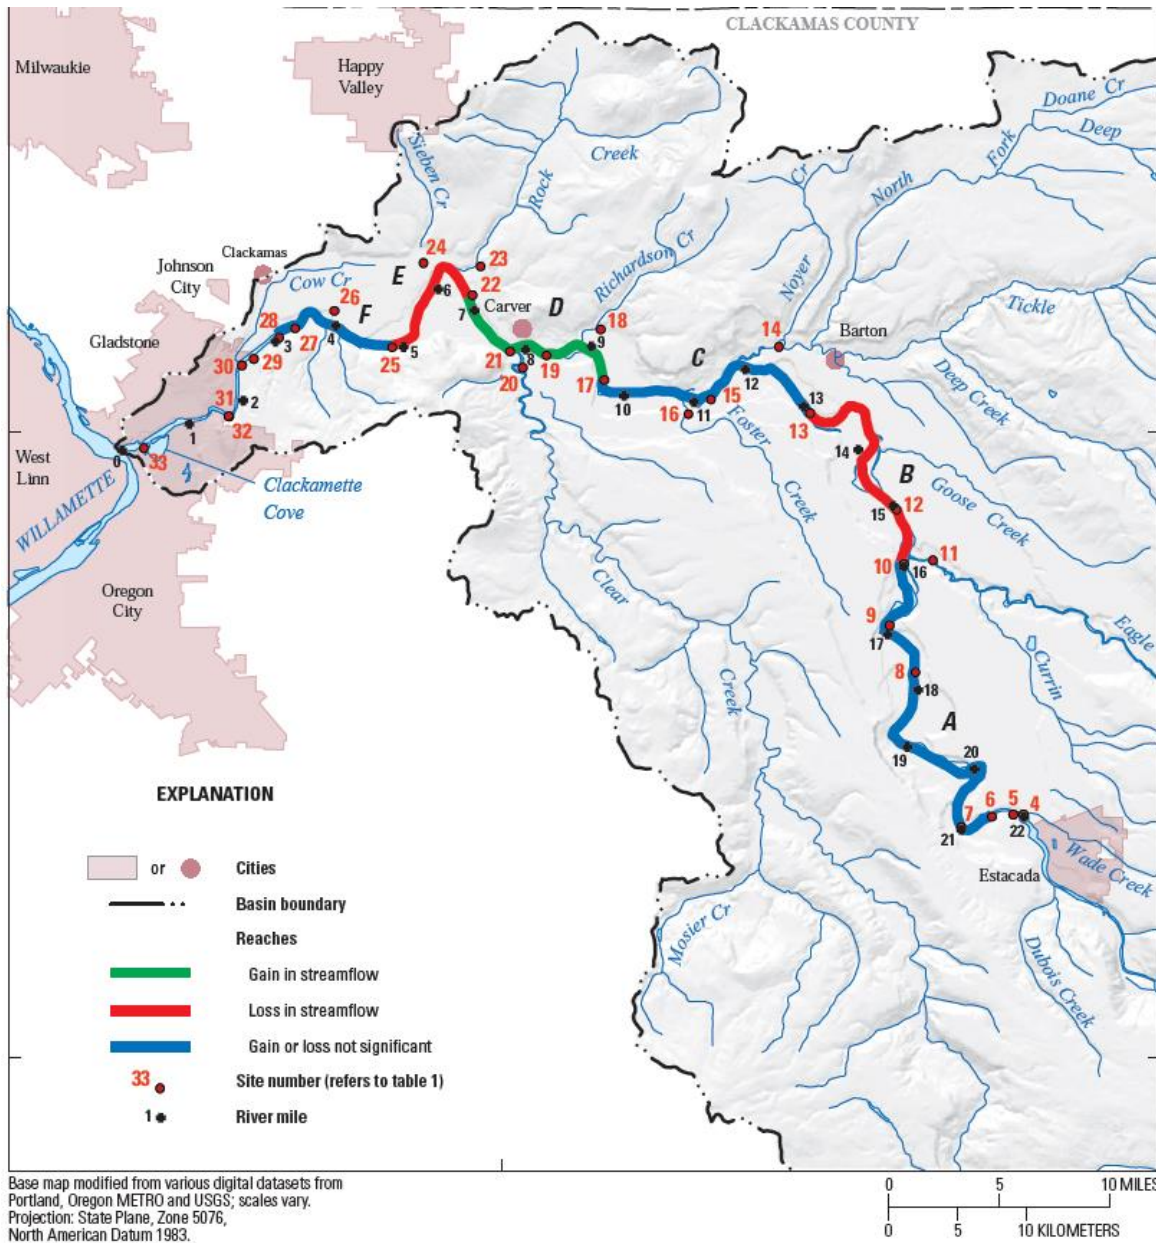 CLACKAMAS COUNTY
Milwaukie
Happy
Valley
Doane Cr
Deep
Fork
Sieben Cr
Creek
Rock
Cr
North
Noyer
Richardson Cr
Johnson
City
Clackamas
Cow Cr
24
23
E
22
6
26
Carver
D
7
Tickle
F
Gladstone
28
3
27
4
25
5
21
8
19
20
9
18
14
Barton
C
12
30
29
17
10
16
11
15
13
13
Deep Creek
31
2
32
Foster
Creek
1
0
33
West
Linn
WILLAMETTE
Clackamette
Cove
14
B
15
12
Goose Creek
Oregon
City
10
16
11
Clear
Creek
Eagle
9
17
Currin
8
18
A
19
20
7
21
6
5
4
22
Estacada
Wade Creek
Mosier Cr
Dubois Creek
EXPLANATION
or
Cities
Basin boundary
Reaches
Gain in streamflow
Loss in streamflow
Gain or loss not significant
33 Site number (refers to table 1)
1 River mile
Base map modified from various digital datasets from
Portland, Oregon METRO and USGS; scales vary.
Projection: State Plane, Zone 5076,
North American Datum 1983.
0 5 10 MILES
0 5 10 KILOMETERS